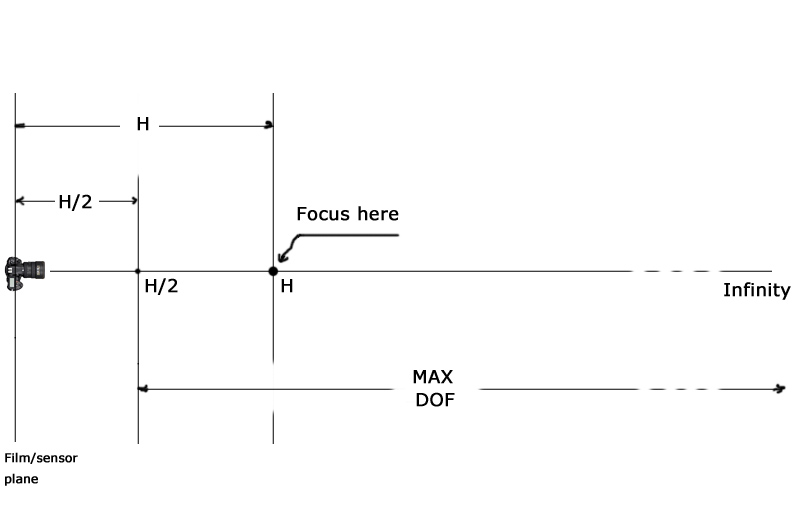 H
H/2
Focus here
H/2
H
Infinity
MAX
DOF
Film/sensor
plane